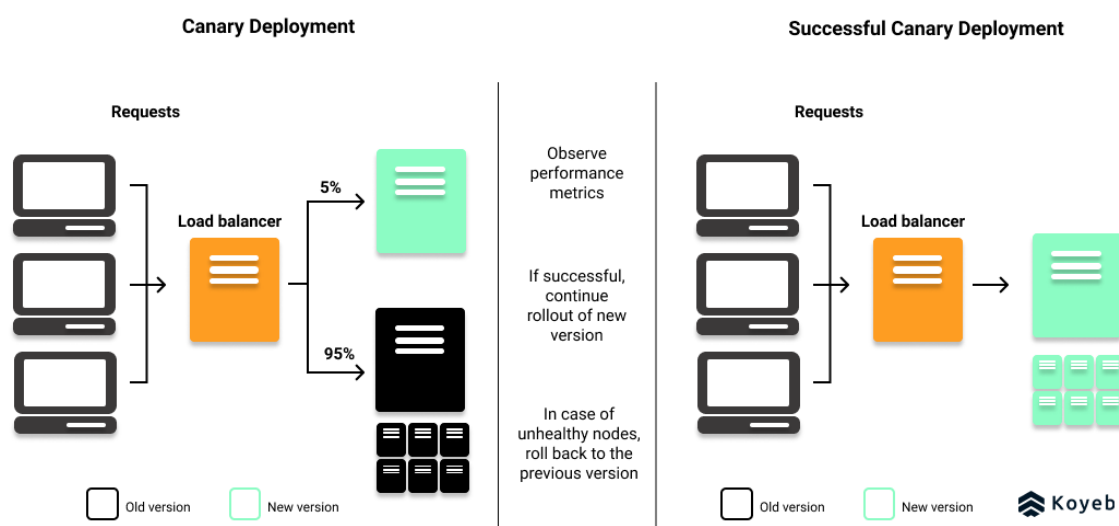 Canary Deployment
Requests
Load balancer
5%
95%
Old version
New version
Observe
performance
metrics
If successful,
continue
rollout of new
version
In case of
unhealthy nodes,
roll back to the
previous version
Successful Canary Deployment
Requests
Load balancer
Old version
New version
Koyeb